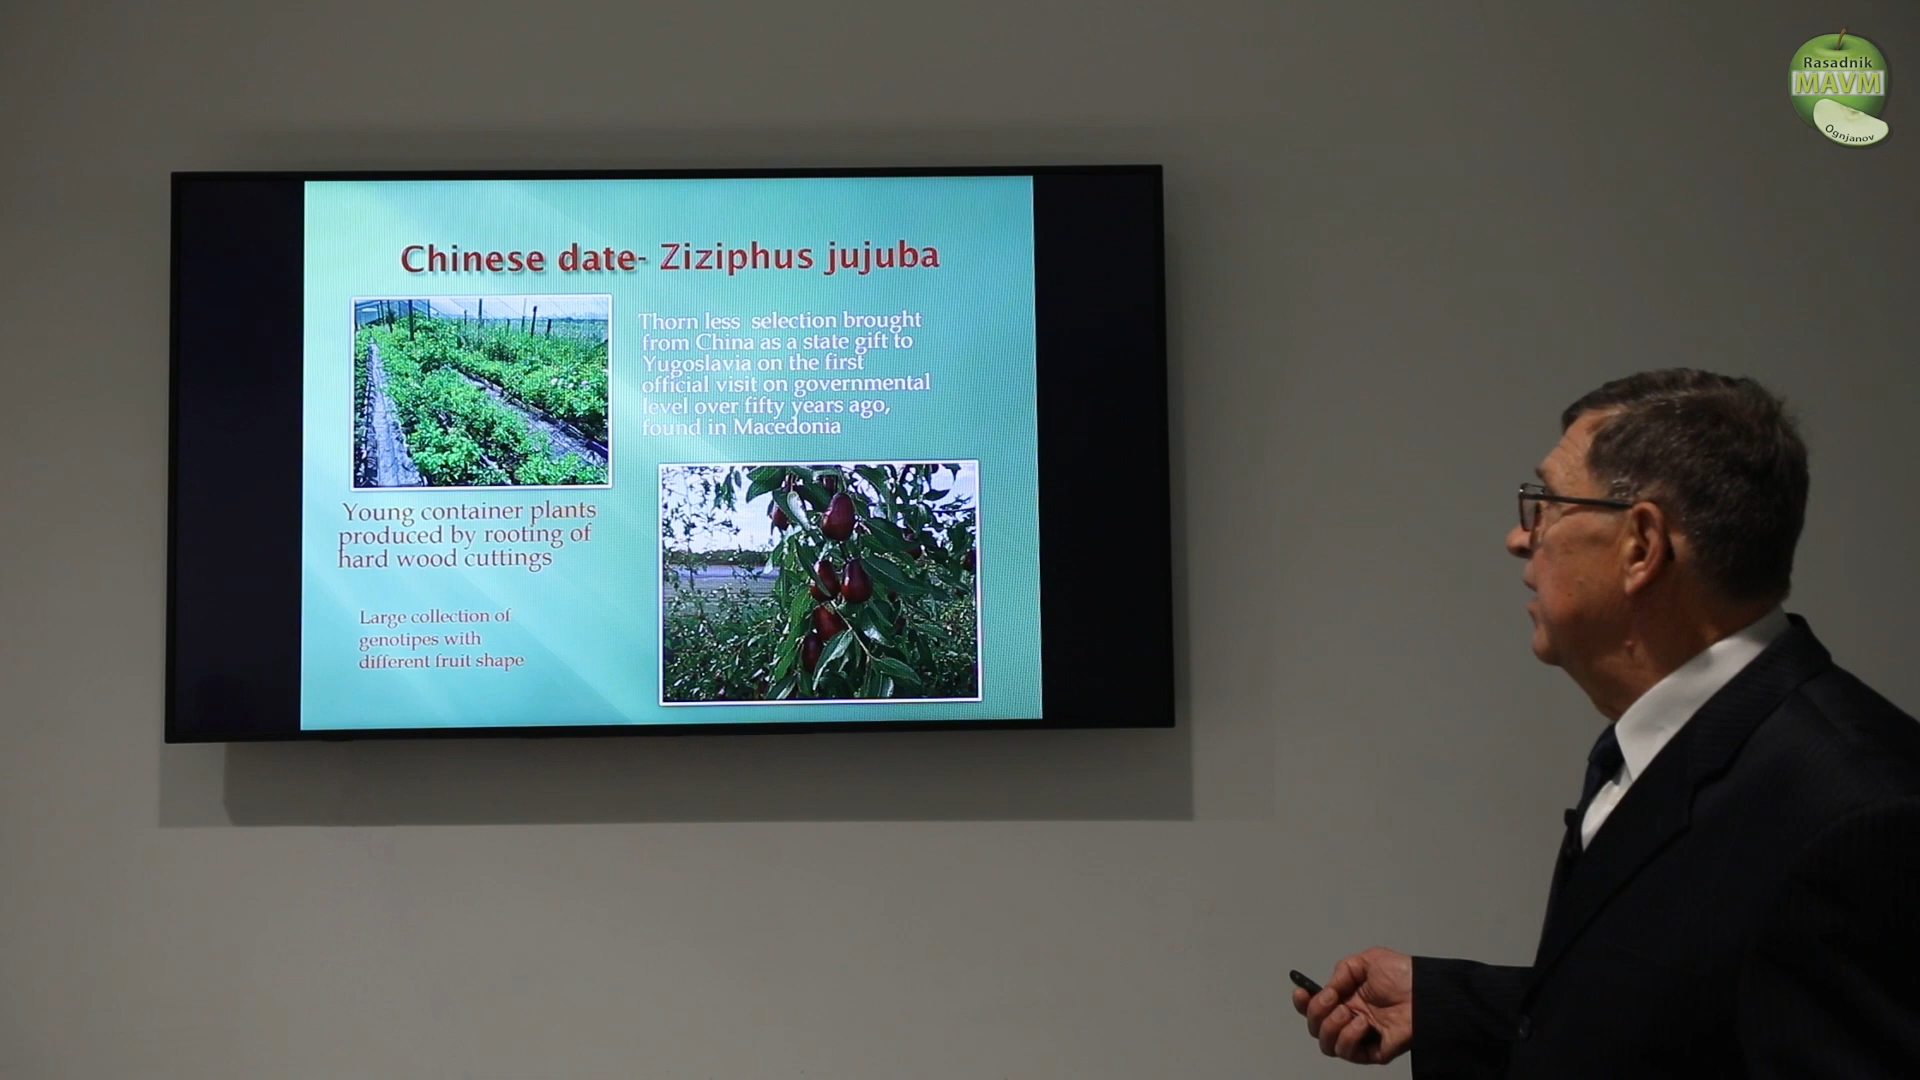 Rasadnik
MAVM
Ognjanov
Chinese date- Ziziphus jujuba
Thorn less selection brought
from China as a state gift to
Yugoslavia on the first
official visit on governmental
level over fifty years ago,
found in Macedonia
Young container plants
produced by rooting of
hard wood cuttings
Large collection of
genotipes with
different fruit shape